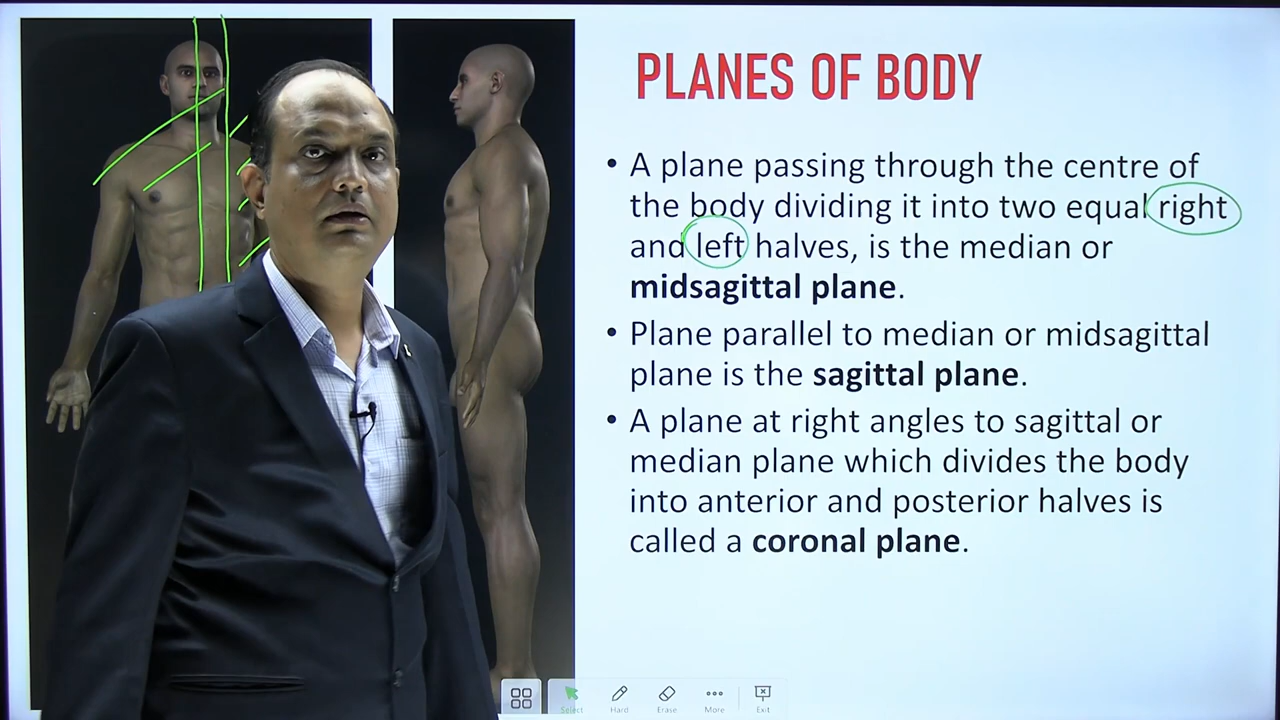 PLANES OF BODY
• A plane passing through the centre of
the body dividing it into two equal right
and left halves, is the median or
midsagittal plane.
• Plane parallel to median or midsagittal
plane is the sagittal plane.
• A plane at right angles to sagittal or
median plane which divides the body
into anterior and posterior halves is
called a coronal plane.
Select Hard Erase More Exit